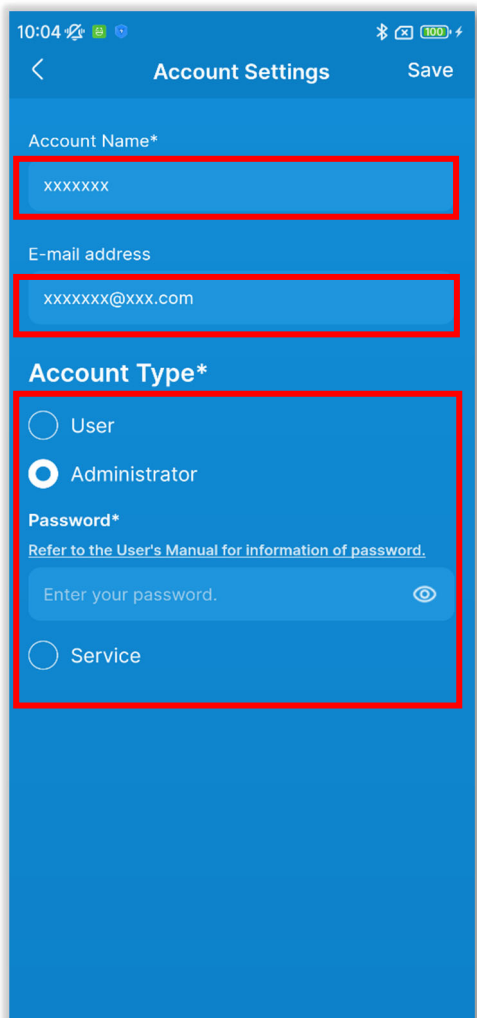 10:04
100
Account Settings
Save
Account Name*
xxxxxxx
E-mail address
xxxxxxx@xxx.com
Account Type*
User
Administrator
Password*
Refer to the User's Manual for information of password.
Enter your password.
Service